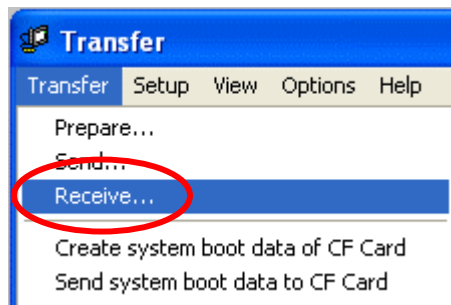 Transfer
Transfer Setup View Options Help
Prepare...
Send...
Receive...
Create system boot data of CF Card
Send system boot data to CF Card